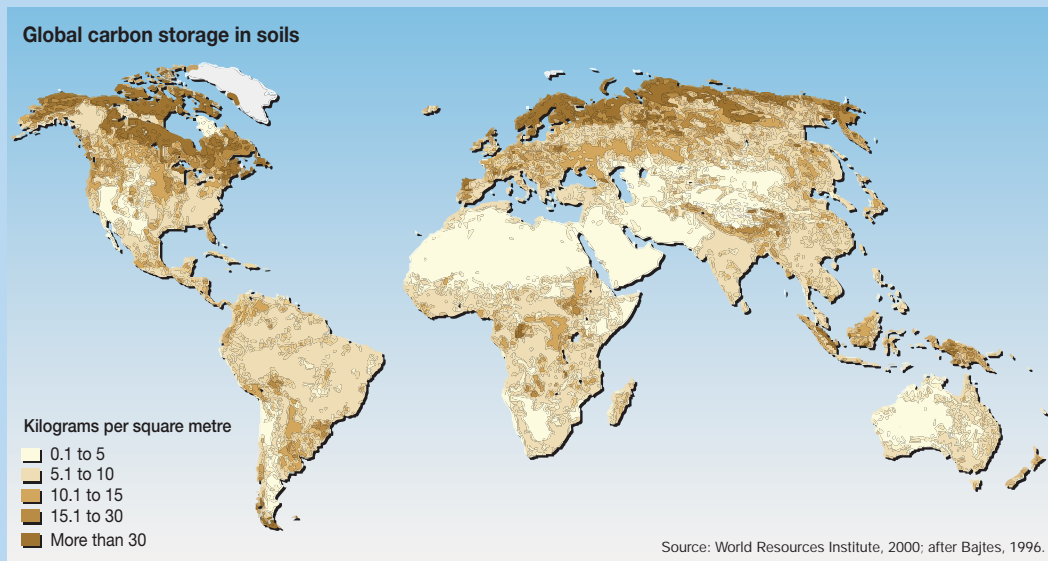 Global carbon storage in soils
Kilograms per square metre
0.1 to 5
5.1 to 10
10.1 to 15
15.1 to 30
More than 30
Source: World Resources Institute, 2000; after Bajtes, 1996.